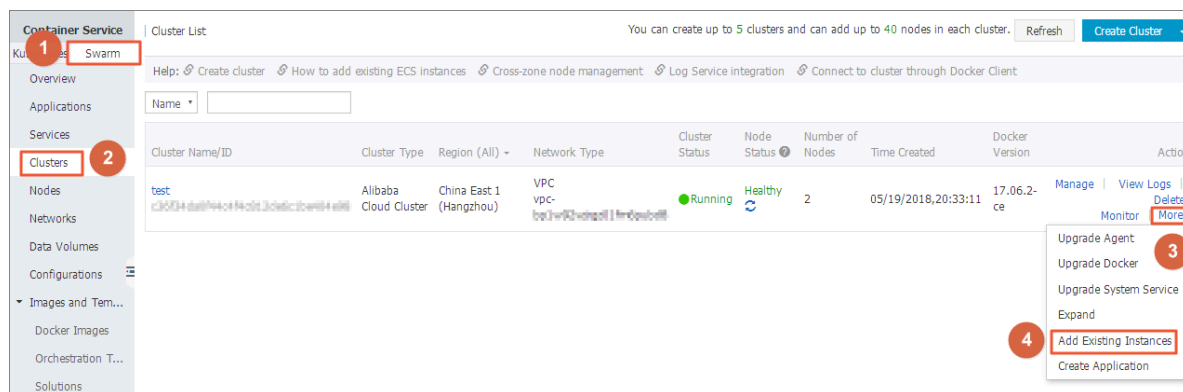 Container Service
Cluster List
You can create up to 5 clusters and can add up to 40 nodes in each cluster.
Refresh
Create Cluster
1
Swarm
Help: Create cluster How to add existing ECS instances Cross-zone node management Log Service integration Connect to cluster through Docker Client
Name
Overview
Applications
Services
Clusters
2
Nodes
Networks
Data Volumes
Configurations
Images and Tem...
Docker Images
Orchestration T...
Solutions
Cluster Name/ID
Cluster Type
Region (All)
Network Type
Cluster Status
Node Status
Number of Nodes
Time Created
Docker Version
Actio
test
Alibaba Cloud Cluster
China East 1 (Hangzhou)
VPC
vpc-
Running
Healthy
2
05/19/2018,20:33:11
17.06.2-ce
Manage
View Logs
Delete
Monitor
More
Upgrade Agent
3
Upgrade Docker
Upgrade System Service
Expand
4
Add Existing Instances
Create Application